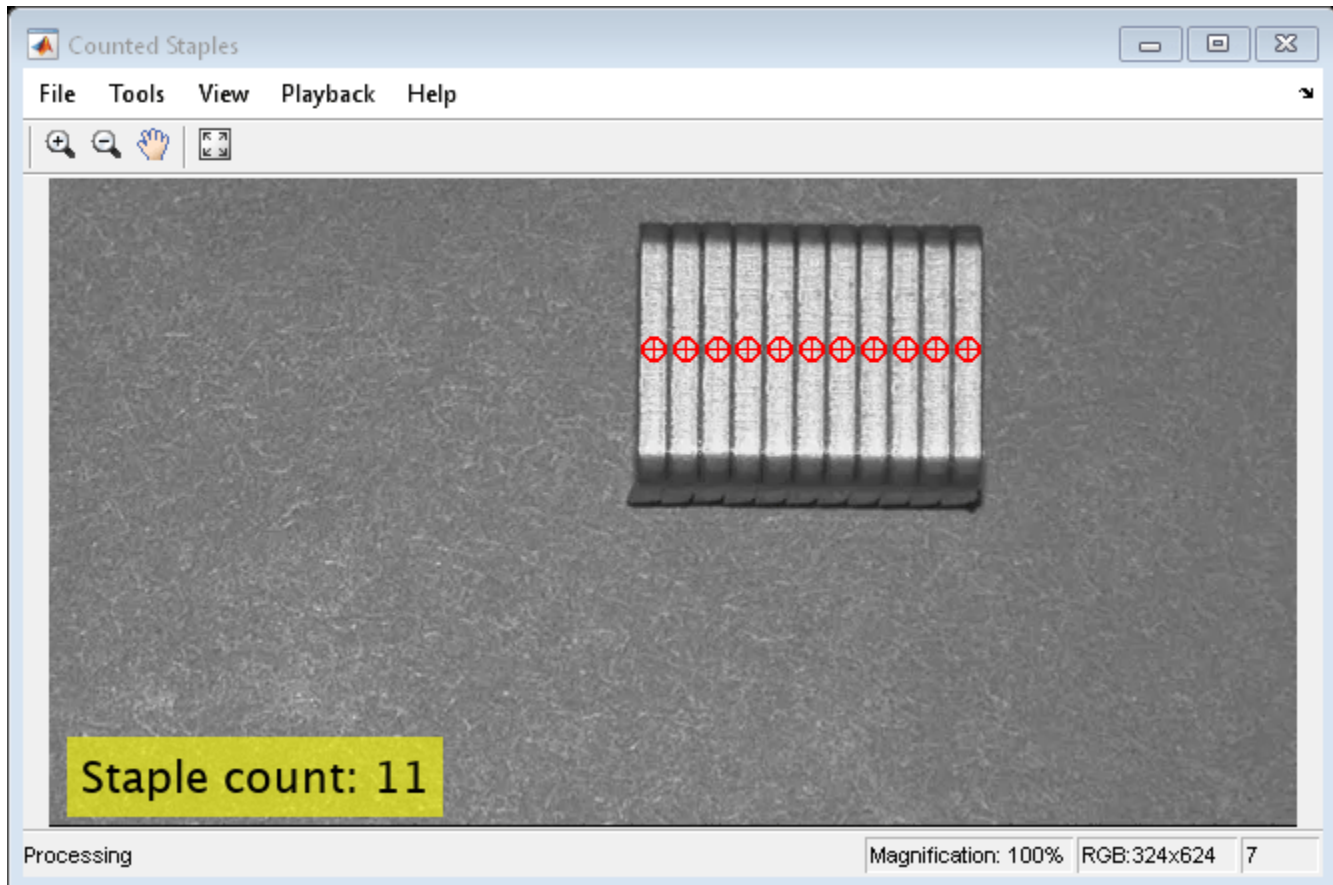 Counted Staples
File Tools View Playback Help
Staple count: 11
Processing Magnification: 100% RGB:324x624 7